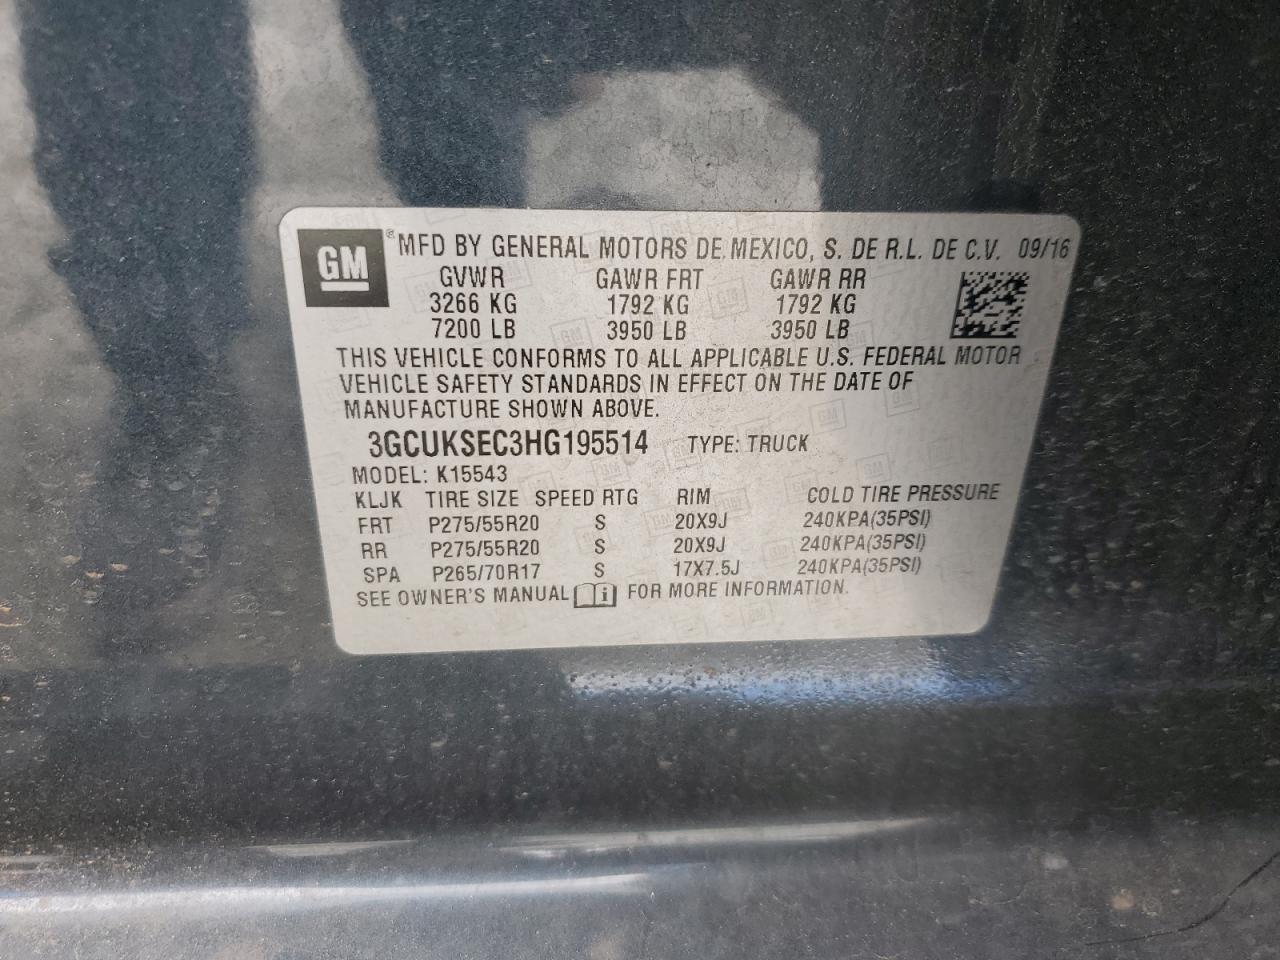 GM® MFD BY GENERAL MOTORS DE MEXICO, S. DE R.L. DE C.V. 09/16
GVWR GAWR FRT GAWR RR
3266 KG 1792 KG 1792 KG
7200 LB 3950 LB 3950 LB
THIS VEHICLE CONFORMS TO ALL APPLICABLE U.S. FEDERAL MOTOR
VEHICLE SAFETY STANDARDS IN EFFECT ON THE DATE OF
MANUFACTURE SHOWN ABOVE.
3GCUKSEC3HG195514 TYPE: TRUCK
MODEL: K15543
KLJK TIRE SIZE SPEED RTG RIM COLD TIRE PRESSURE
FRT P275/55R20 S 20X9J 240KPA(35PSI)
RR P275/55R20 S 20X9J 240KPA(35PSI)
SPA P265/70R17 S 17X7.5J 240KPA(35PSI)
SEE OWNER'S MANUAL i FOR MORE INFORMATION.